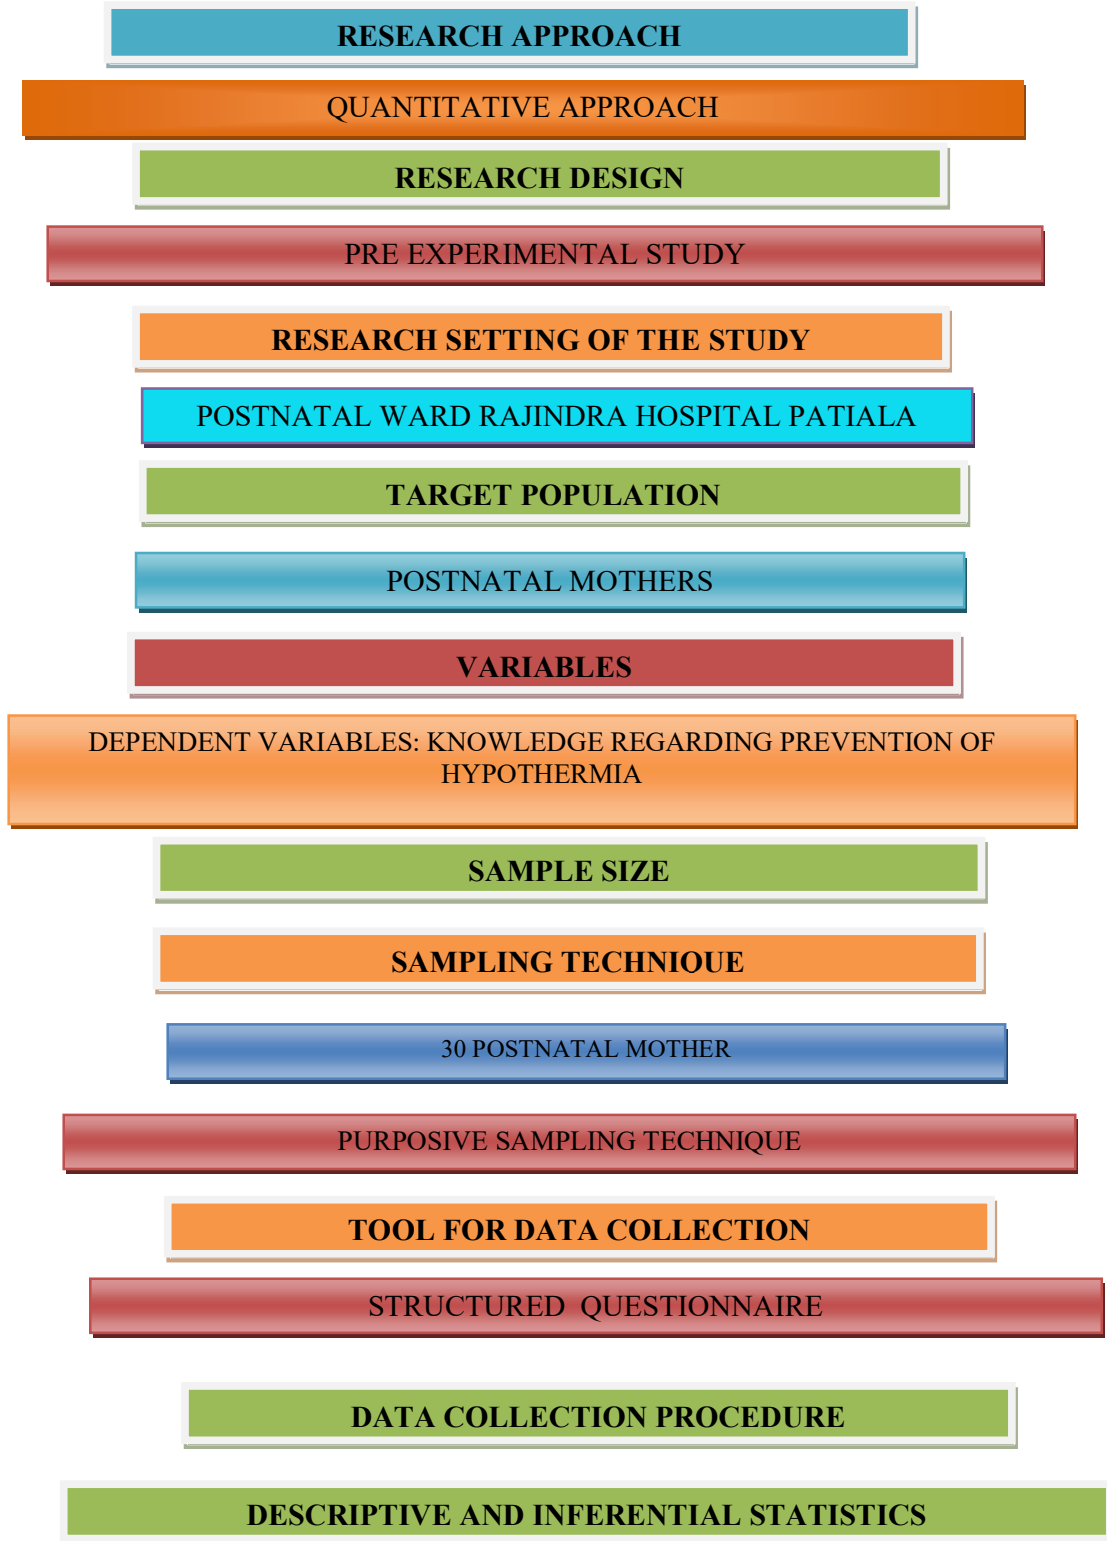 RESEARCH APPROACH
QUANTITATIVE APPROACH
RESEARCH DESIGN
PRE EXPERIMENTAL STUDY
RESEARCH SETTING OF THE STUDY
POSTNATAL WARD RAJINDRA HOSPITAL PATIALA
TARGET POPULATION
POSTNATAL MOTHERS
VARIABLES
DEPENDENT VARIABLES: KNOWLEDGE REGARDING PREVENTION OF
HYPOTHERMIA
SAMPLE SIZE
SAMPLING TECHNIQUE
30 POSTNATAL MOTHER
PURPOSIVE SAMPLING TECHNIQUE
TOOL FOR DATA COLLECTION
STRUCTURED QUESTIONNAIRE
DATA COLLECTION PROCEDURE
DESCRIPTIVE AND INFERENTIAL STATISTICS